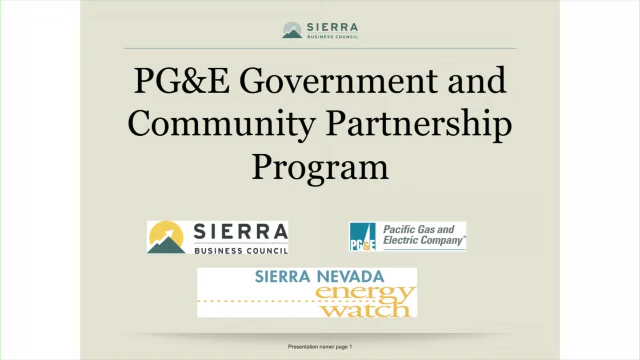 SIERRA
BUSINESS COUNCIL
PG&E Government and
Community Partnership
Program
SIERRA
BUSINESS COUNCIL
PG&E
Pacific Gas and
Electric Company®
SIERRA NEVADA
energy
watch
Presentation name/ page 1